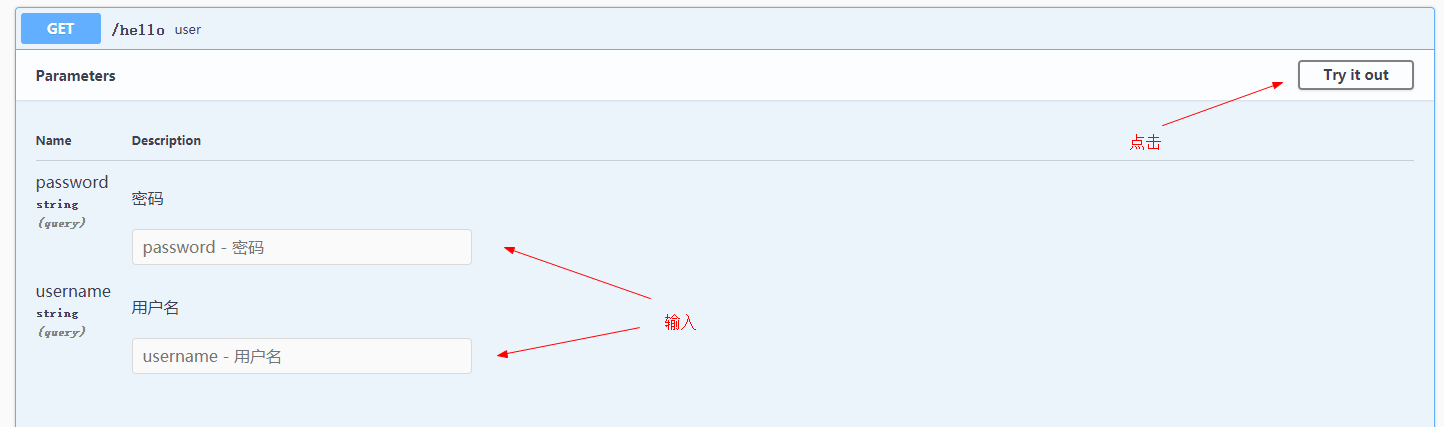 GET /hello user
Parameters
Try it out
点击
Name Description
password
string
(query)
密码
password - 密码
username
string
(query)
用户名
username - 用户名
输入